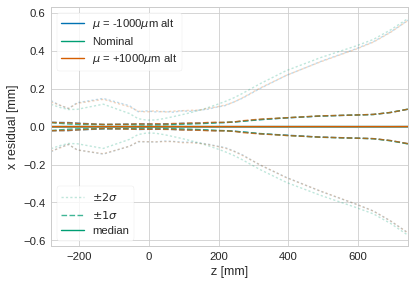 μ = -1000μm alt
Nominal
μ = +1000μm alt
0.6
0.4
0.2
0.0
−0.2
−0.4
−0.6
x residual [mm]
±2σ
±1σ
median
−200 0 200 400 600
z [mm]